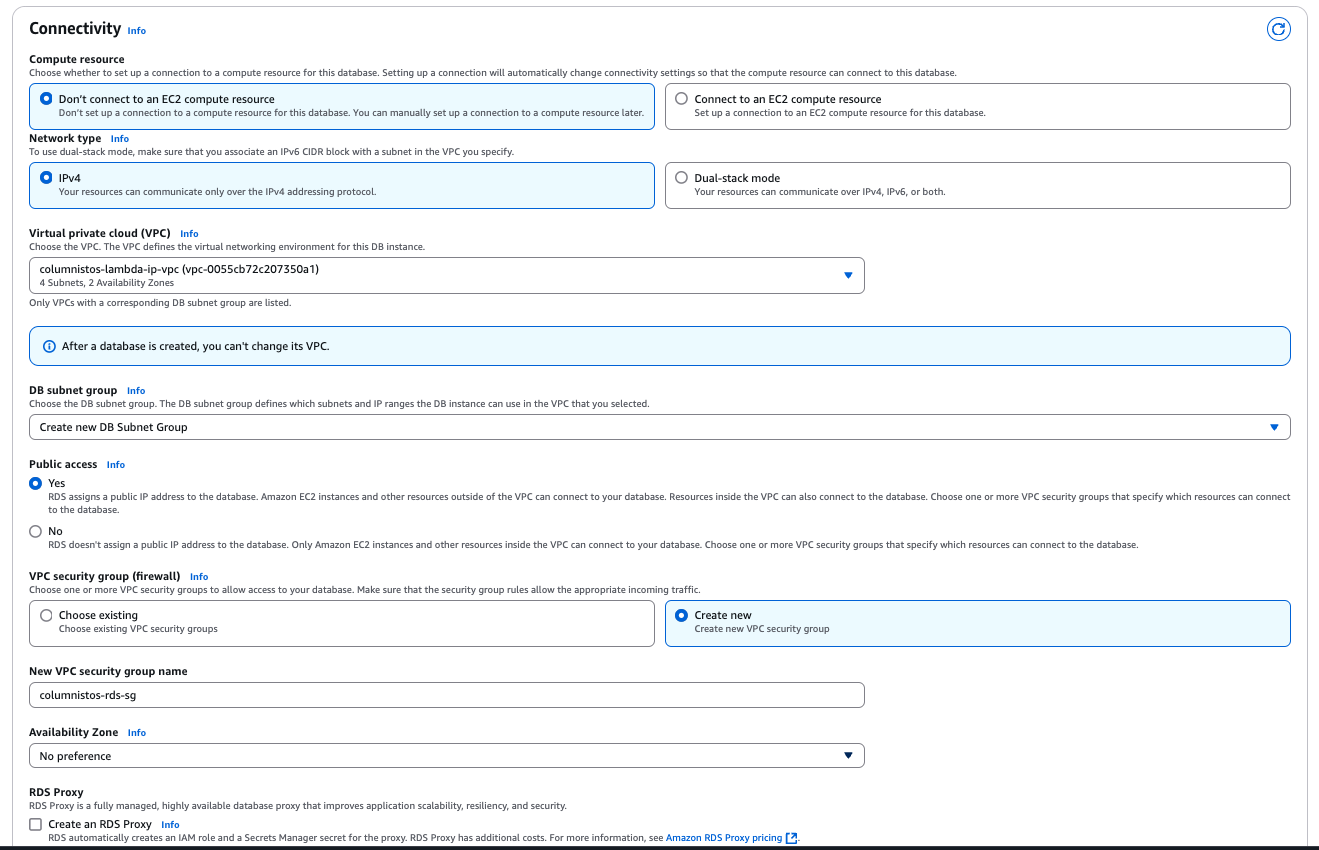 Connectivity Info
Compute resource
Choose whether to set up a connection to a compute resource for this database. Setting up a connection will automatically change connectivity settings so that the compute resource can connect to this database.
Don't connect to an EC2 compute resource
Don't set up a connection to a compute resource for this database. You can manually set up a connection to a compute resource later.
Connect to an EC2 compute resource
Set up a connection to an EC2 compute resource for this database.
Network type Info
To use dual-stack mode, make sure that you associate an IPv6 CIDR block with a subnet in the VPC you specify.
IPv4
Your resources can communicate only over the IPv4 addressing protocol.
Dual-stack mode
Your resources can communicate over IPv4, IPv6, or both.
Virtual private cloud (VPC) Info
Choose the VPC. The VPC defines the virtual networking environment for this DB instance.
columnistos-lambda-ip-vpc (vpc-0055cb72c207350a1)
4 Subnets, 2 Availability Zones
Only VPCs with a corresponding DB subnet group are listed.
After a database is created, you can't change its VPC.
DB subnet group Info
Choose the DB subnet group. The DB subnet group defines which subnets and IP ranges the DB instance can use in the VPC that you selected.
Create new DB Subnet Group
Public access Info
Yes
RDS assigns a public IP address to the database. Amazon EC2 instances and other resources outside of the VPC can connect to your database. Resources inside the VPC can also connect to the database. Choose one or more VPC security groups that specify which resources can connect
to the database.
No
RDS doesn't assign a public IP address to the database. Only Amazon EC2 instances and other resources inside the VPC can connect to your database. Choose one or more VPC security groups that specify which resources can connect to the database.
VPC security group (firewall) Info
Choose one or more VPC security groups to allow access to your database. Make sure that the security group rules allow the appropriate incoming traffic.
Choose existing
Choose existing VPC security groups
Create new
Create new VPC security group
New VPC security group name
columnistos-rds-sg
Availability Zone Info
No preference
RDS Proxy
RDS Proxy is a fully managed, highly available database proxy that improves application scalability, resiliency, and security.
Create an RDS Proxy Info
RDS automatically creates an IAM role and a Secrets Manager secret for the proxy. RDS Proxy has additional costs. For more information, see Amazon RDS Proxy pricing.